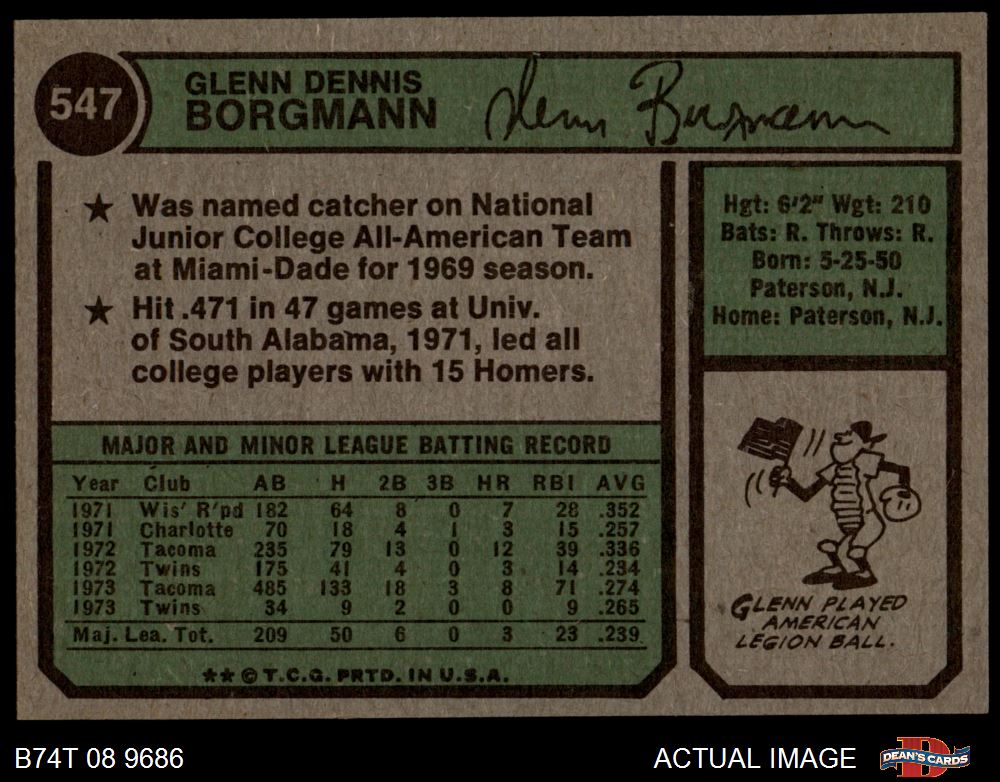 547
GLENN DENNIS
BORGMANN
Glenn Borgmann
★ Was named catcher on National
Junior College All-American Team
at Miami-Dade for 1969 season.
★ Hit .471 in 47 games at Univ.
of South Alabama, 1971, led all
college players with 15 Homers.
Hgt: 6'2" Wgt: 210
Bats: R. Throws: R.
Born: 5-25-50
Paterson, N.J.
Home: Paterson, N.J.
MAJOR AND MINOR LEAGUE BATTING RECORD
Year Club AB H 2B 3B HR RBI AVG
1971 Wis' R'pd 182 64 8 0 7 28 .352
1971 Charlotte 70 18 4 1 3 15 .257
1972 Tacoma 235 79 13 0 12 39 .336
1972 Twins 175 41 4 0 3 14 .234
1973 Tacoma 485 133 18 3 8 71 .274
1973 Twins 34 9 2 0 0 9 .265
Maj. Lea. Tot. 209 50 6 0 3 23 .239
★★ © T.C.G. PRTD. IN U.S.A.
GLENN PLAYED
AMERICAN
LEGION BALL.
B74T 08 9686
ACTUAL IMAGE
DEAN'S CARDS